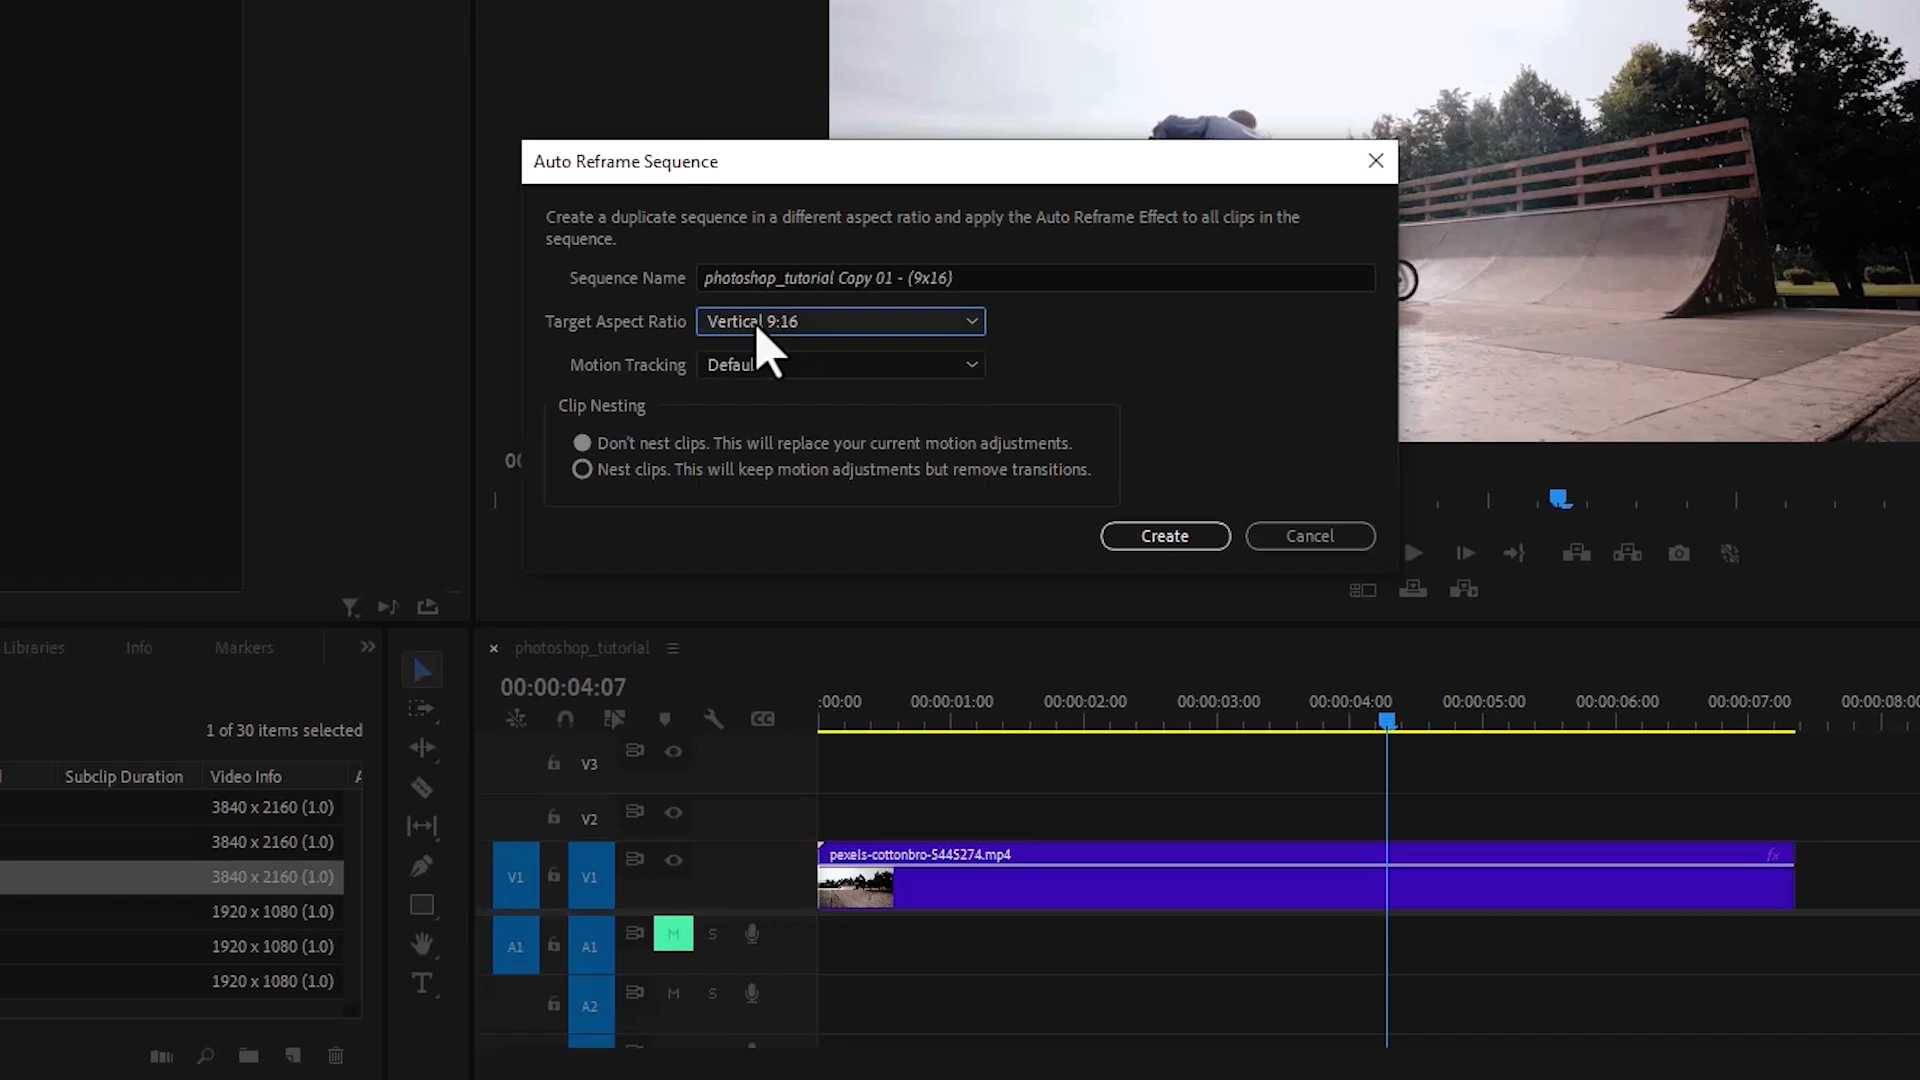 Auto Reframe Sequence
Create a duplicate sequence in a different aspect ratio and apply the Auto Reframe Effect to all clips in the
sequence.
Sequence Name photoshop_tutorial Copy 01 - (9x16)
Target Aspect Ratio Vertical 9:16
Motion Tracking
Clip Nesting
Don't nest clips. This will replace your current motion adjustments.
Nest clips. This will keep motion adjustments but remove transitions.
Create Cancel
Libraries Info Markers
1 of 30 items selected
Subclip Duration Video Info
3840 x 2160 (1.0)
3840 x 2160 (1.0)
3840 x 2160 (1.0)
1920 x 1080 (1.0)
1920 x 1080 (1.0)
1920 x 1080 (1.0)
T
photoshop_tutorial
00:00:04:07
CC
:00:00 00:00:01:00 00:00:02:00 00:00:03:00 00:00:04:00 00:00:05:00 00:00:06:00 00:00:07:00
V3
V2
V1 V1
pexels-cottonbro-5445274.mp4 fx
A1 A1 M S
A2 M S